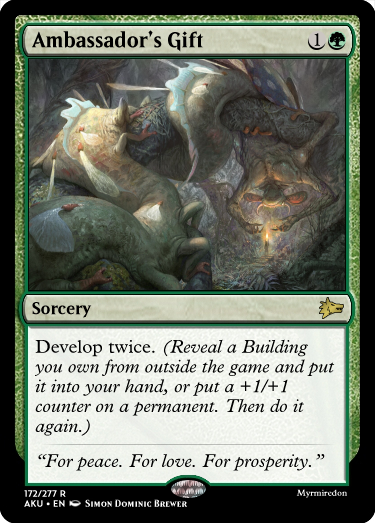 Ambassador's Gift 1
Sorcery
Develop twice. (Reveal a Building
you own from outside the game and put
it into your hand, or put a +1/+1
counter on a permanent. Then do it
again.)
“For peace. For love. For prosperity.”
172/277 R
Myrmiredon
AKU • EN SIMON DOMINIC BREWER